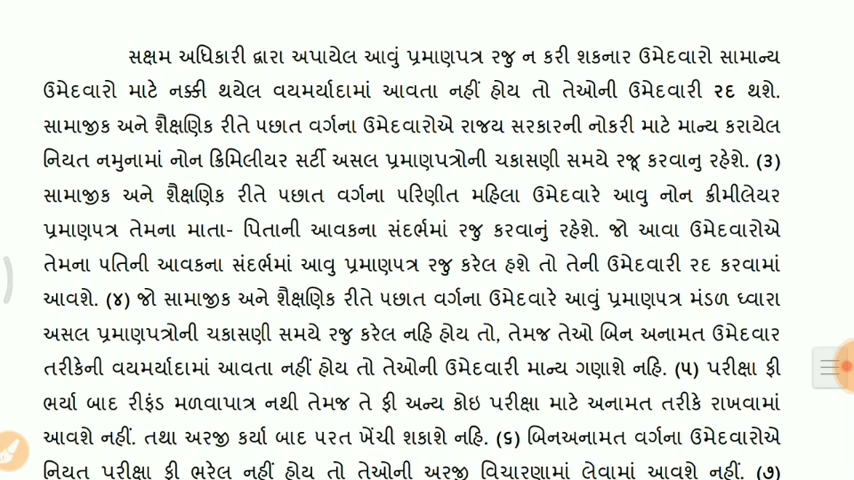 સક્ષમ અધિકારી દ્વારા અપાયેલ આવું પ્રમાણપત્ર રજુ ન કરી શકનાર ઉમેદવારો સામાન્ય
ઉમેદવારો માટે નક્કી થયેલ વયમર્યાદામાં આવતા નહીં હોય તો તેઓની ઉમેદવારી રદ થશે.
સામાજીક અને શૈક્ષણિક રીતે પછાત વર્ગના ઉમેદવારોએ રાજય સરકારની નોકરી માટે માન્ય કરાયેલ
નિયત નમુનામાં નોન ક્રિમિલીયર સર્ટી અસલ પ્રમાણપત્રોની ચકાસણી સમયે રજૂ કરવાનુ રહેશે. (૩)
સામાજીક અને શૈક્ષણિક રીતે પછાત વર્ગના પરિણીત મહિલા ઉમેદવારે આવુ નોન ક્રીમીલેયર
પ્રમાણપત્ર તેમના માતા- પિતાની આવકના સંદર્ભમાં રજુ કરવાનું રહેશે. જો આવા ઉમેદવારોએ
તેમના પતિની આવકના સંદર્ભમાં આવુ પ્રમાણપત્ર રજુ કરેલ હશે તો તેની ઉમેદવારી રદ કરવામાં
આવશે. (૪) જો સામાજીક અને શૈક્ષણિક રીતે પછાત વર્ગના ઉમેદવારે આવું પ્રમાણપત્ર મંડળ ઘ્વારા
અસલ પ્રમાણપત્રોની ચકાસણી સમયે રજુ કરેલ નહિ હોય તો, તેમજ તેઓ બિન અનામત ઉમેદવાર
તરીકેની વયમર્યાદામાં આવતા નહીં હોય તો તેઓની ઉમેદવારી માન્ય ગણાશે નહિ. (૫) પરીક્ષા ફી
ભર્યા બાદ રીફંડ મળવાપાત્ર નથી તેમજ તે ફી અન્ય કોઇ પરીક્ષા માટે અનામત તરીકે રાખવામાં
આવશે નહીં. તથા અરજી કર્યા બાદ પરત ખેંચી શકાશે નહિ. (૬) બિનઅનામત વર્ગના ઉમેદવારોએ
નિયત પરીક્ષા ફી ભરેલ નહીં હોય તો તેઓની અરજી વિચારણામાં લેવામાં આવશે નહીં. (૭)